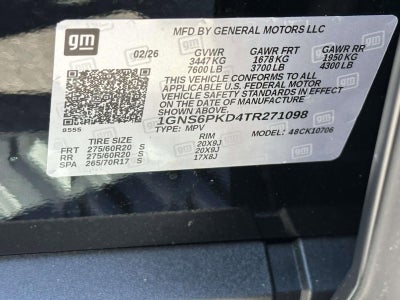 gm
MFD BY GENERAL MOTORS LLC
02/26 GVWR GAWR FRT GAWR RR
3447 KG 1678 KG 1950 KG
7600 LB 3700 LB 4300 LB
THIS VEHICLE CONFORMS TO ALL
APPLICABLE U.S. FEDERAL MOTOR
VEHICLE SAFETY STANDARDS IN EFFECT
ON THE DATE OF MANUFACTURE
SHOWN ABOVE.
1GNS6PKD4TR271098
9555 TYPE: MPV MODEL: 48CK10706
TIRE SIZE RIM
FRT 275/60R20 S 20X9J
RR 275/60R20 S 20X9J
SPA 265/70R17 S 17X8J